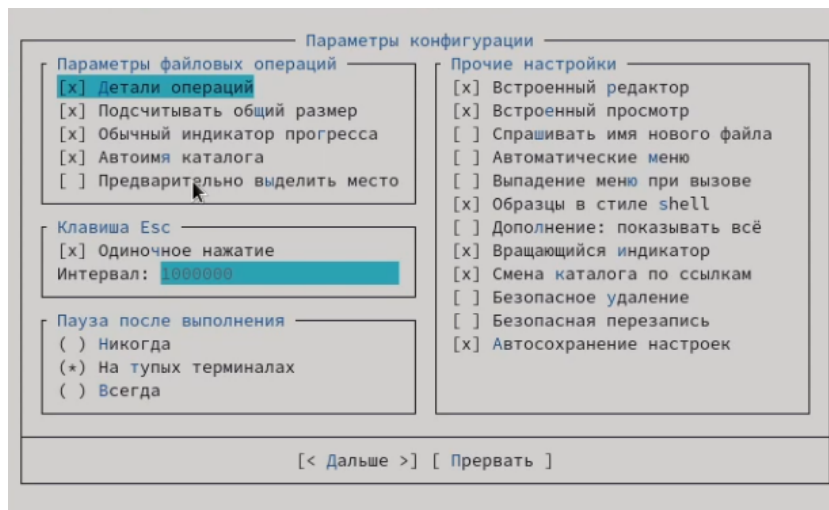 Параметры конфигурации
Параметры файловых операций
[x] Детали операций
[x] Подсчитывать общий размер
[x] Обычный индикатор прогресса
[x] Автоимя каталога
[ ] Предварительно выделить место
Клавиша Esc
[x] Одиночное нажатие
Интервал: 1000000
Пауза после выполнения
( ) Никогда
(*) На тупых терминалах
( ) Всегда
Прочие настройки
[x] Встроенный редактор
[x] Встроенный просмотр
[ ] Спрашивать имя нового файла
[ ] Автоматические меню
[ ] Выпадение меню при вызове
[x] Образцы в стиле shell
[ ] Дополнение: показывать всё
[x] Вращающийся индикатор
[x] Смена каталога по ссылкам
[ ] Безопасное удаление
[ ] Безопасная перезапись
[x] Автосохранение настроек
[< Дальше >] [ Прервать ]